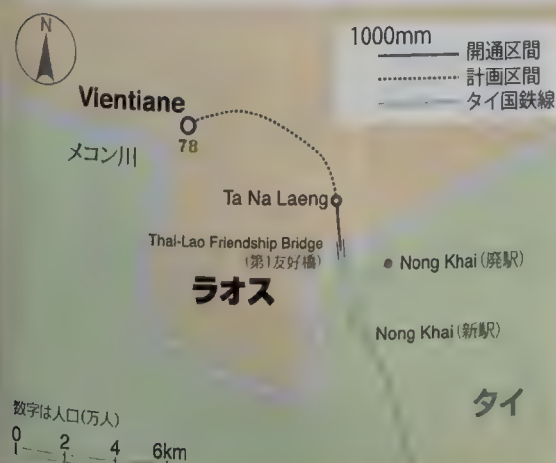 N
1000mm
開通区間
計画区間
タイ国鉄線
Vientiane
78
メコン川
Ta Na Laeng
Thai-Lao Friendship Bridge
(第1友好橋)
ラオス
Nong Khai(廃駅)
Nong Khai(新駅)
タイ
数字は人口(万人)
0 2 4 6km